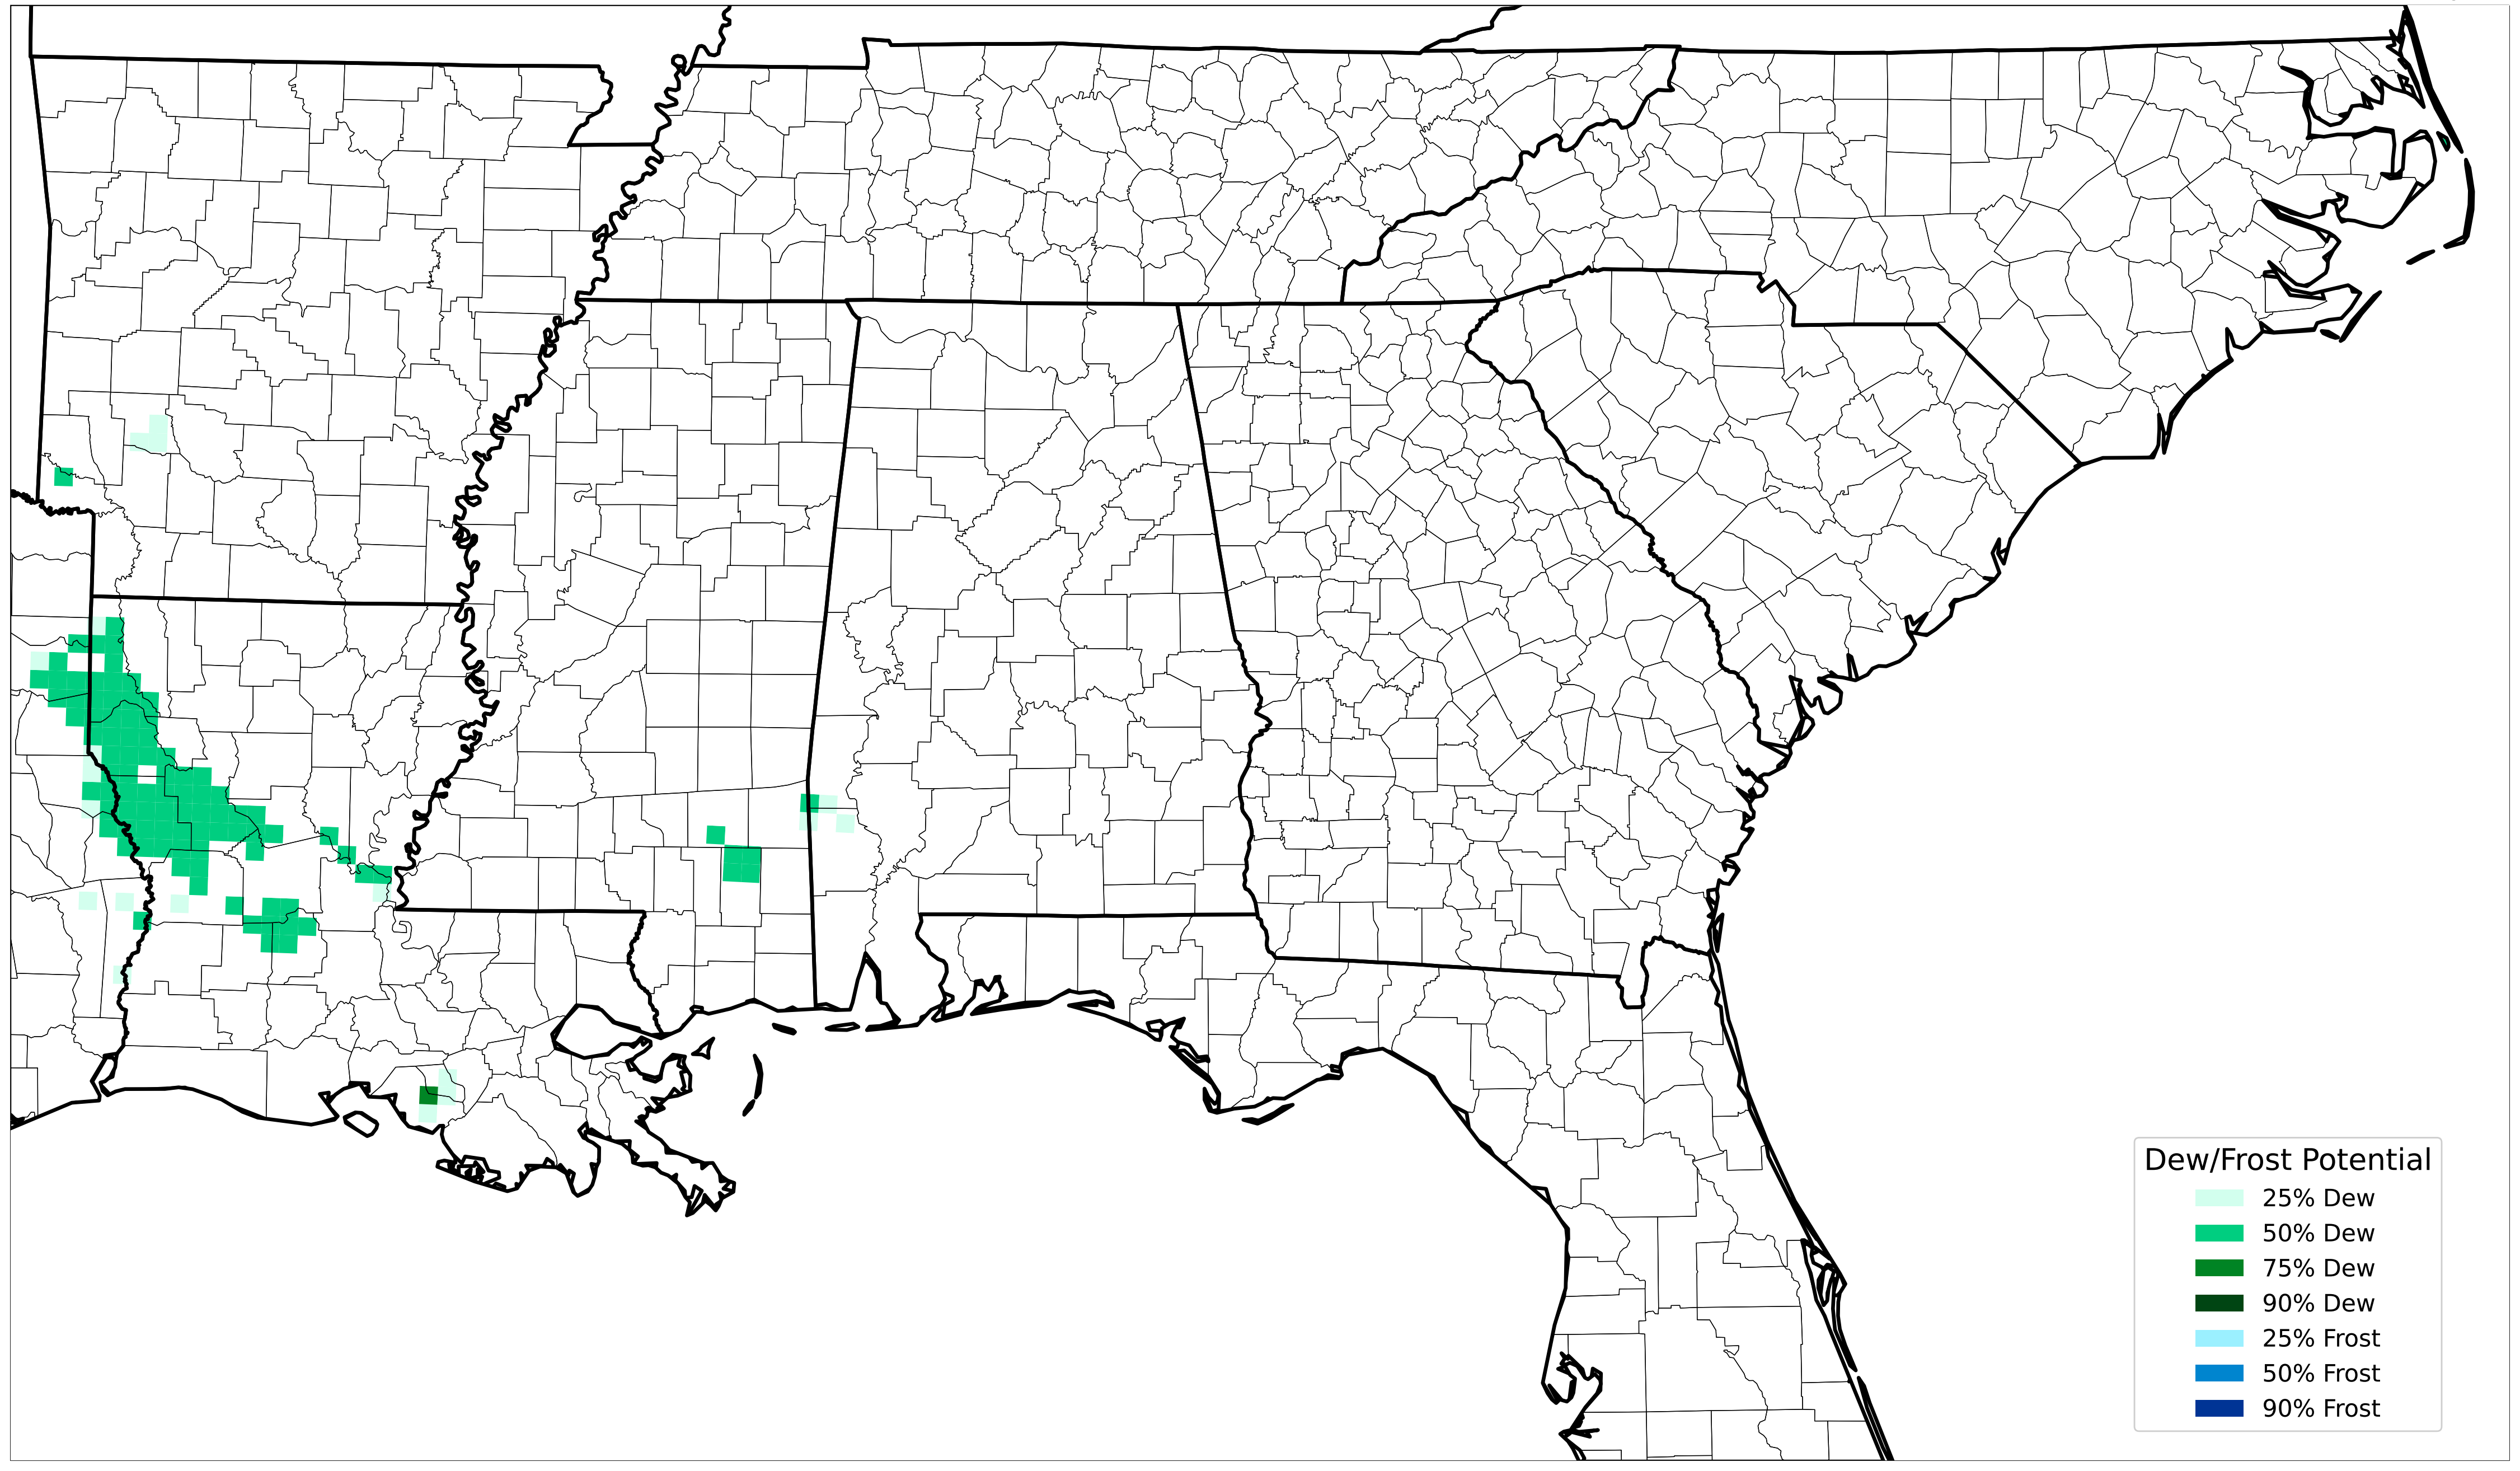 Dew/Frost Potential
25% Dew
50% Dew
75% Dew
90% Dew
25% Frost
50% Frost
90% Frost